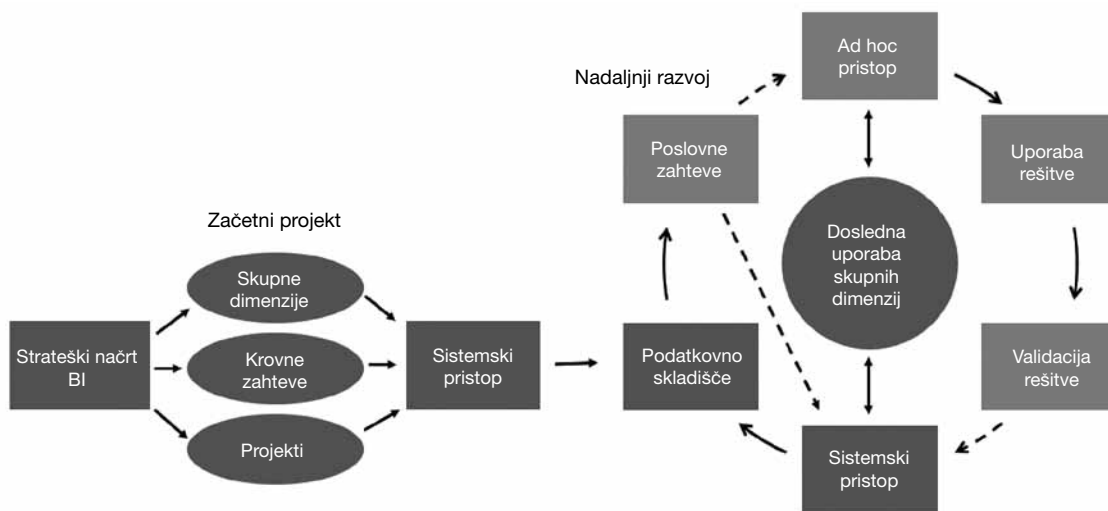 Začetni projekt
Strateški načrt
BI
Skupne
dimenzije
Krovne
zahteve
Projekti
Sistemski
pristop
Nadaljnji razvoj
Podatkovno
skladišče
Poslovne
zahteve
Ad hoc
pristop
Uporaba
rešitve
Validacija
rešitve
Sistemski
pristop
Dosledna
uporaba
skupnih
dimenzij